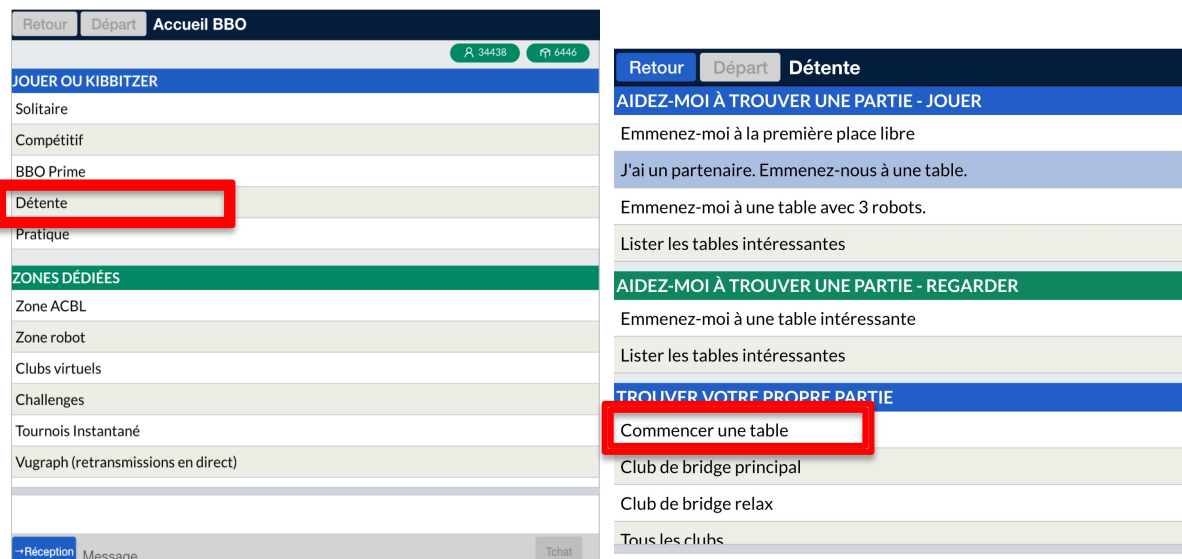 Retour Départ Accueil BBO
34438 6446
JOUER OU KIBBITZER
Solitaire
Compétitif
BBO Prime
Détente
Pratique
ZONES DÉDIÉES
Zone ACBL
Zone robot
Clubs virtuels
Challenges
Tournois Instantané
Vugraph (retransmissions en direct)
→Réception Message Tchat
Retour Départ Détente
AIDEZ-MOI À TROUVER UNE PARTIE - JOUER
Emmenez-moi à la première place libre
J'ai un partenaire. Emmenez-nous à une table.
Emmenez-moi à une table avec 3 robots.
Lister les tables intéressantes
AIDEZ-MOI À TROUVER UNE PARTIE - REGARDER
Emmenez-moi à une table intéressante
Lister les tables intéressantes
TROUVER VOTRE PROPRE PARTIE
Commencer une table
Club de bridge principal
Club de bridge relax
Tous les clubs